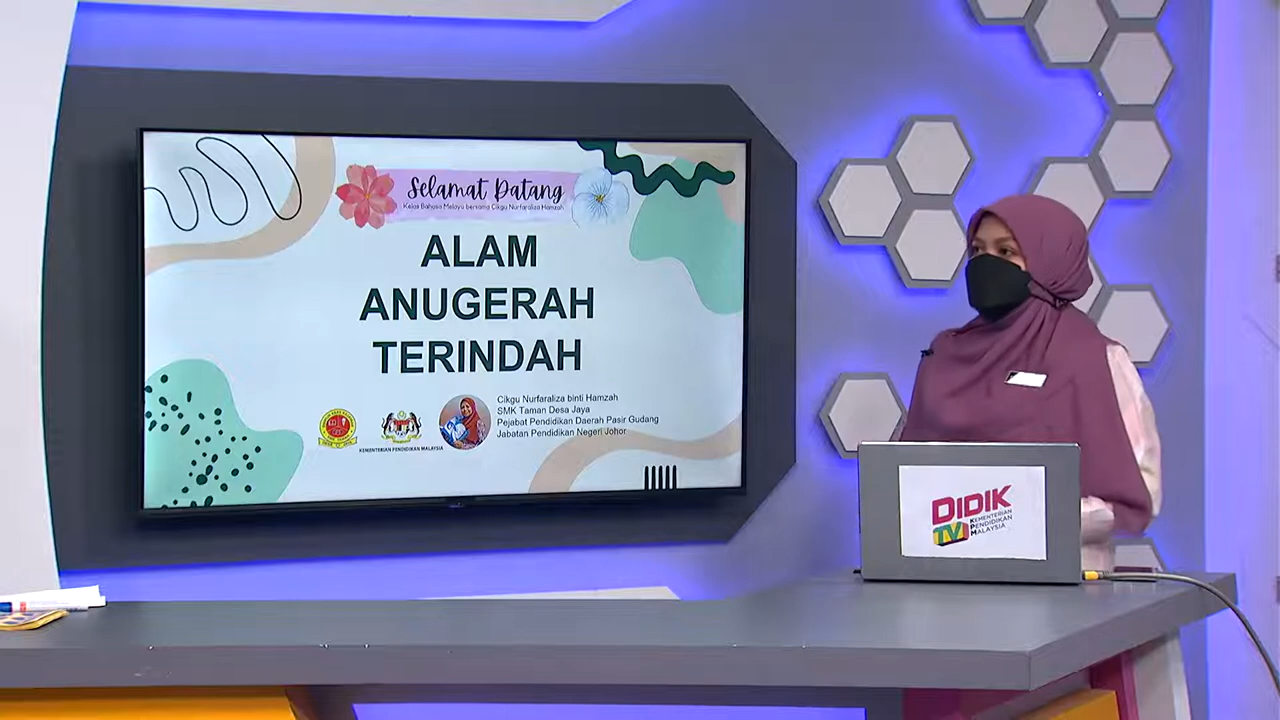 Selamat Datang
Kelas Bahasa Melayu bersama Cikgu Nurfaraliza Hamzah
ALAM
ANUGERAH
TERINDAH
Cikgu Nurfaraliza binti Hamzah
SMK Taman Desa Jaya
Pejabat Pendidikan Daerah Pasir Gudang
Jabatan Pendidikan Negeri Johor
KEMENTERIAN PENDIDIKAN MALAYSIA
DIDIK
TV
KEMENTERIAN
PENDIDIKAN
MALAYSIA